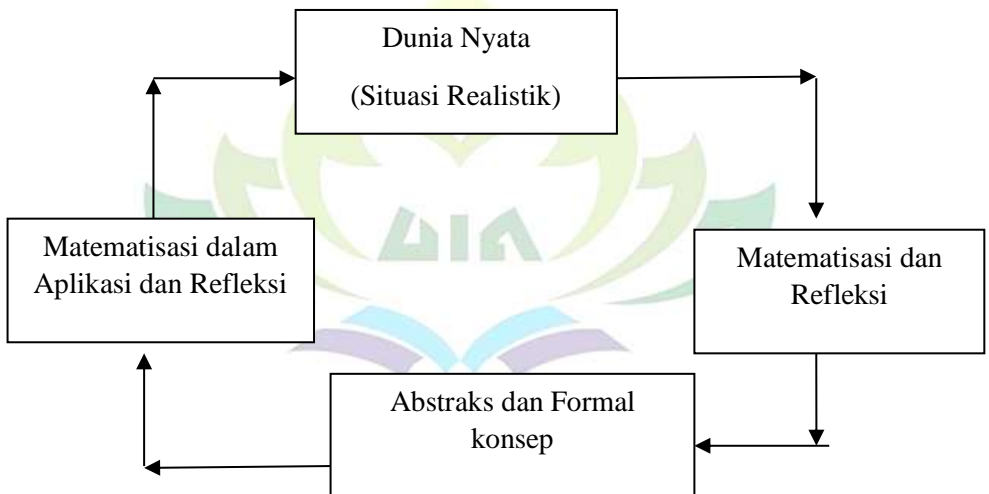 Dunia Nyata
(Situasi Realistik)
Matematisasi dalam
Aplikasi dan Refleksi
Matematisasi dan
Refleksi
Abstraks dan Formal
konsep